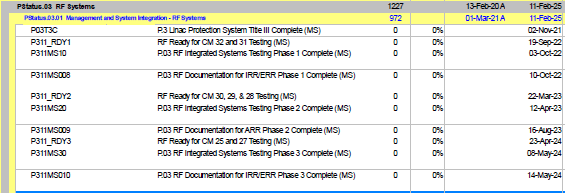 PStatus.03 RF Systems 1227 13-Feb-20 A 11-Feb-25
PStatus.03.01 Management and System Integration - RF Systems 972 01-Mar-21 A 11-Feb-25
P03T3C P.3 Linac Protection System Title III Complete (MS) 0 0% 02-Nov-21
P311_RDY1 RF Ready for CM 32 and 31 Testing (MS) 0 0% 19-Sep-22
P311MS10 P.03 RF Integrated Systems Testing Phase 1 Complete (MS) 0 0% 03-Oct-22
P311MS008 P.03 RF Documentation for IRR/ERR Phase 1 Complete (MS) 0 0% 10-Oct-22
P311_RDY2 RF Ready for CM 30, 29, & 28 Testing (MS) 0 0% 22-Mar-23
P311MS20 P.03 RF Integrated Systems Testing Phase 2 Complete (MS) 0 0% 12-Apr-23
P311MS009 P.03 RF Documentation for ARR Phase 2 Complete (MS) 0 0% 16-Aug-23
P311_RDY3 RF Ready for CM 25 and 27 Testing (MS) 0 0% 23-Apr-24
P311MS30 P.03 RF Integrated Systems Testing Phase 3 Complete (MS) 0 0% 08-May-24
P311MS010 P.03 RF Documentation for IRR/ERR Phase 3 Complete (MS) 0 0% 14-May-24